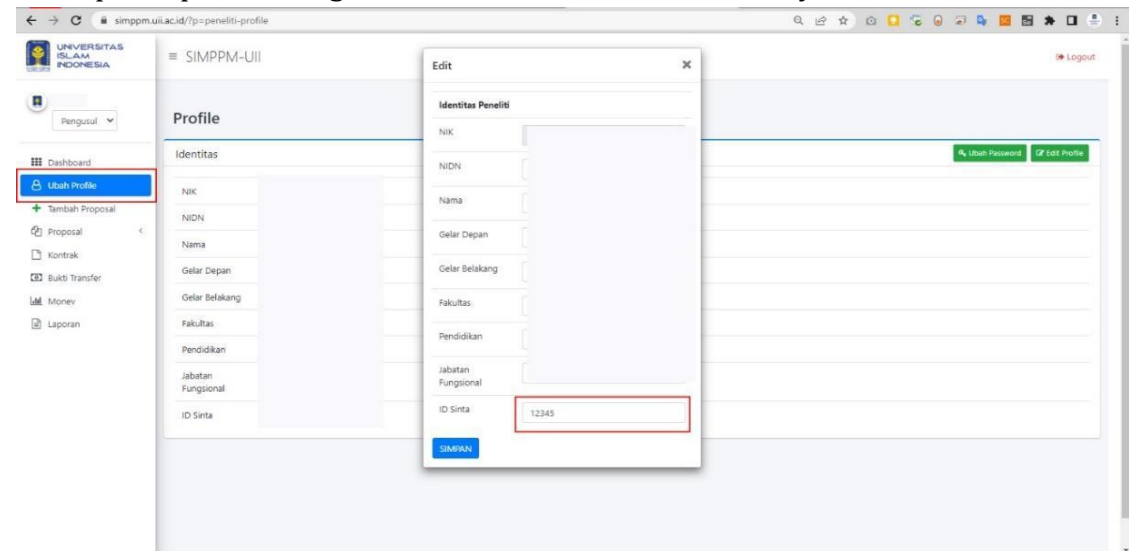 simppm.uii.ac.id/?p=peneliti-profile
UNIVERSITAS
ISLAM
INDONESIA
≡ SIMPPM-UII
Logout
Pengusul
Dashboard
Ubah Profile
Tambah Proposal
Proposal
Kontrak
Bukti Transfer
Monev
Laporan
Profile
Identitas
Ubah Password
Edit Profile
NIK
NIDN
Nama
Gelar Depan
Gelar Belakang
Fakultas
Pendidikan
Jabatan
Fungsional
ID Sinta
Edit
Identitas Peneliti
NIK
NIDN
Nama
Gelar Depan
Gelar Belakang
Fakultas
Pendidikan
Jabatan
Fungsional
ID Sinta
12345
SIMPAN